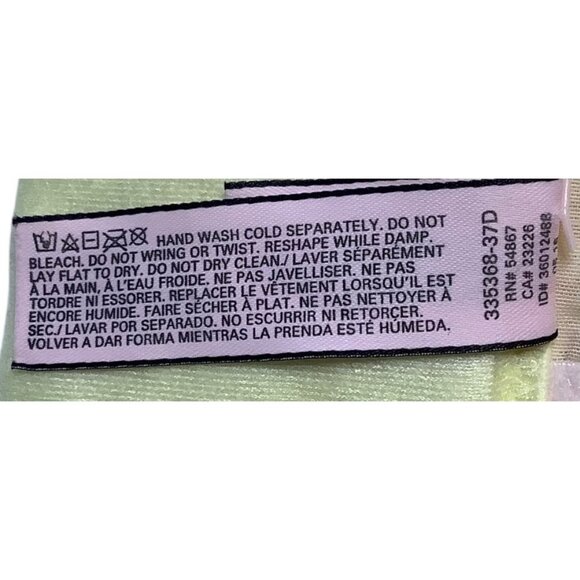 HAND WASH COLD SEPARATELY. DO NOT
BLEACH. DO NOT WRING OR TWIST. RESHAPE WHILE DAMP.
LAY FLAT TO DRY. DO NOT DRY CLEAN./ LAVER SÉPARÉMENT
À LA MAIN, À L'EAU FROIDE. NE PAS JAVELLISER. NE PAS
TORDRE NI ESSORER. REPLACER LE VÊTEMENT LORSQU'IL EST
ENCORE HUMIDE. FAIRE SÉCHER À PLAT. NE PAS NETTOYER À
SEC./ LAVAR POR SEPARADO. NO ESCURRIR NI RETORCER.
VOLVER A DAR FORMA MIENTRAS LA PRENDA ESTÉ HÚMEDA.
335368-37D
RN# 54867
CA# 23226
ID# 36012488